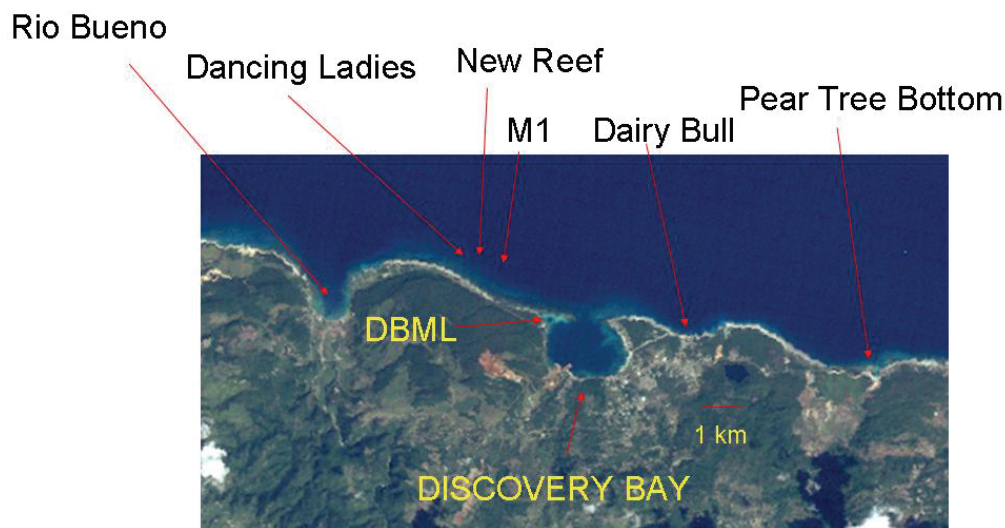 Rio Bueno
Dancing Ladies
New Reef
M1
Dairy Bull
Pear Tree Bottom
DBML
1 km
DISCOVERY BAY